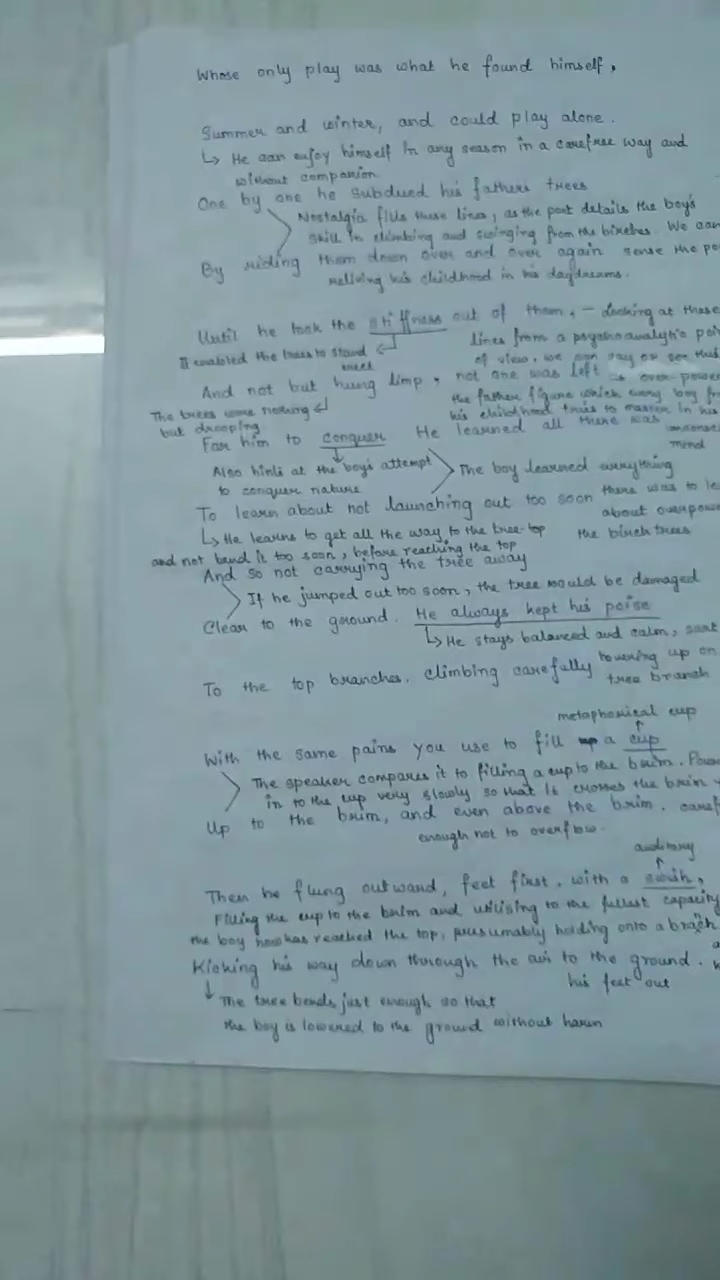 Whose only play was what he found himself,
Summer and winter, and could play alone.
↳ He can enjoy himself in any season in a carefree way and
without companion
One by one he subdued his fathers trees
Nostalgia fills these lines, as the poet details the boy's
skill in climbing and swinging from the birches. We can
By riding them down over and over again sense the
reliving his childhood in his daydreams.
Until he took the stiffness out of them, - Looking at these
It enabled the trees to stand erect
lines from a psychoanalytic
of view, we can say or see this
And not but hung limp, not one was left
The trees were nothing but drooping
the father figure which every boy
his childhood tries to master in his
For him to conquer He learned all there was
mind
Also hints at the boy's attempt
to conquer nature
The boy learned everything
there was to
about
the birch trees
To learn about not launching out too soon
↳ He learns to get all the way to the tree-top
and not bend it too soon, before reaching the top
And so not carrying the tree away
If he jumped out too soon, the tree would be damaged
Clear to the ground. He always kept his poise
↳ He stays balanced and calm,
To the top branches, climbing carefully
up on
tree branch
metaphorical cup
With the same pains you use to fill a cup
The speaker compares it to filling a cup to the brim.
in to the cup very slowly so that it crosses the brim
Up to the brim, and even above the brim.
enough not to overflow.
auditory
Then he flung outward, feet first, with a swish,
Filling the cup to the brim and utilising to the fullest capacity
the boy now has reached the top, presumably holding onto a
Kicking his way down through the air to the ground.
his feet out
↓ The tree bends just enough so that
the boy is lowered to the ground without harm